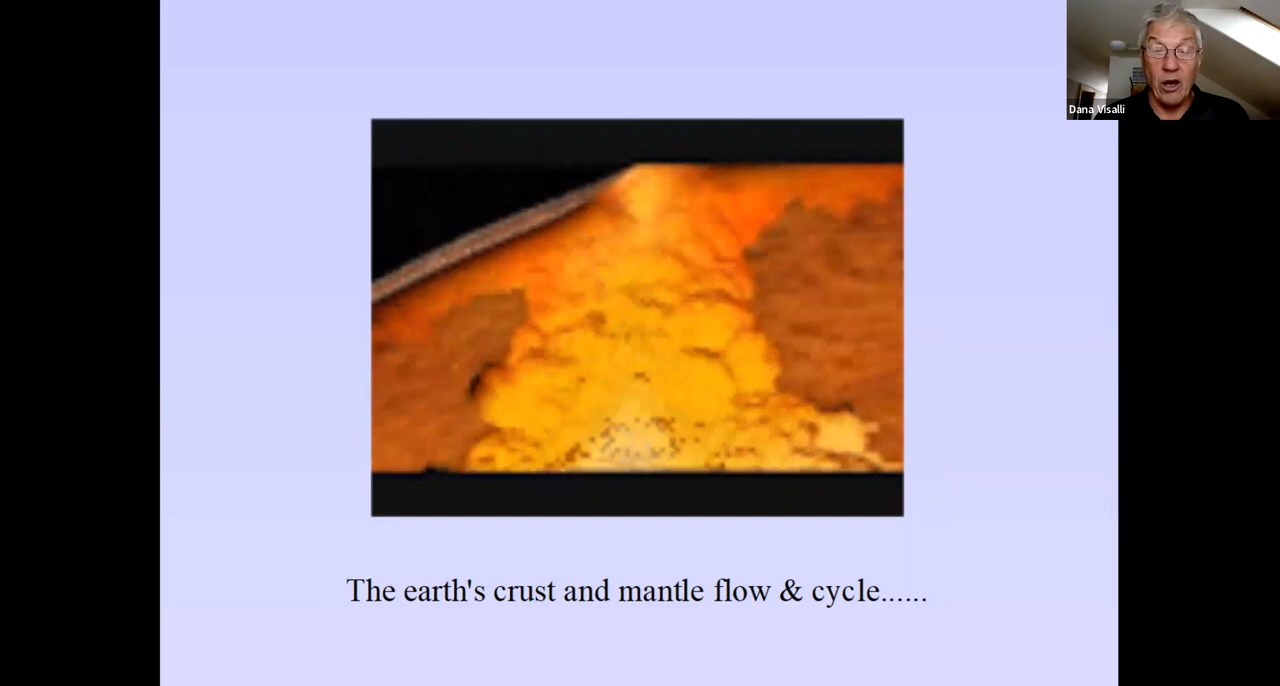 Dana Visalli
The earth's crust and mantle flow & cycle......